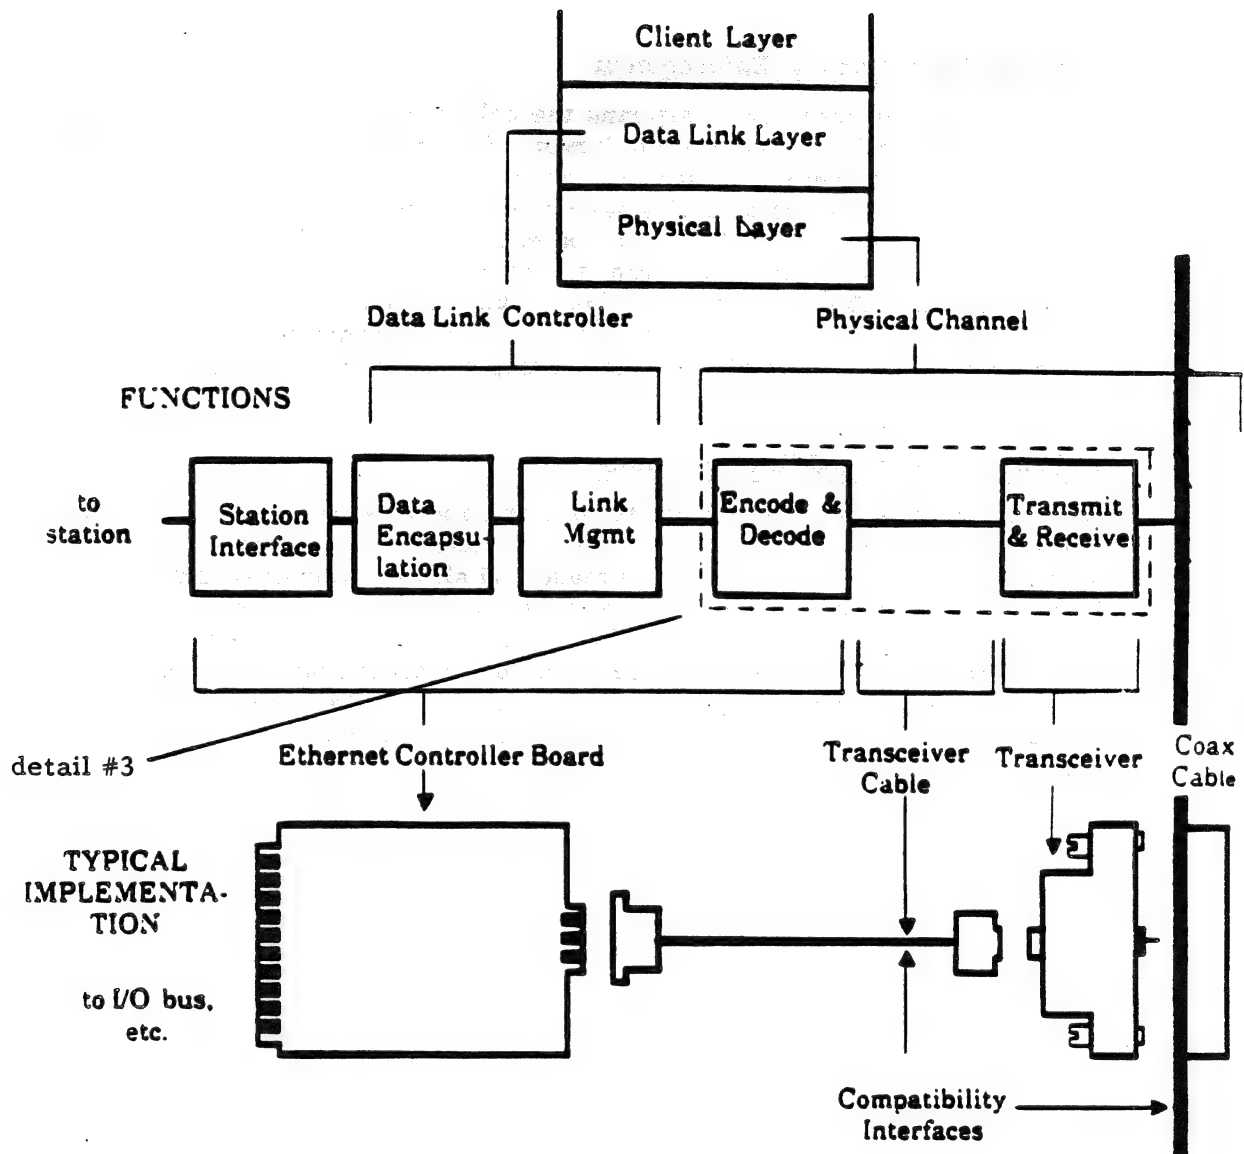 Client Layer
Data Link Layer
Physical Layer
Data Link Controller
Physical Channel
FUNCTIONS
to
station
Station
Interface
Data
Encapsu-
lation
Link
Mgmt
Encode &
Decode
Transmit
& Receive
detail #3
Ethernet Controller Board
Transceiver
Cable
Transceiver
Coax
Cable
TYPICAL
IMPLEMENTA-
TION
to I/O bus,
etc.
Compatibility
Interfaces